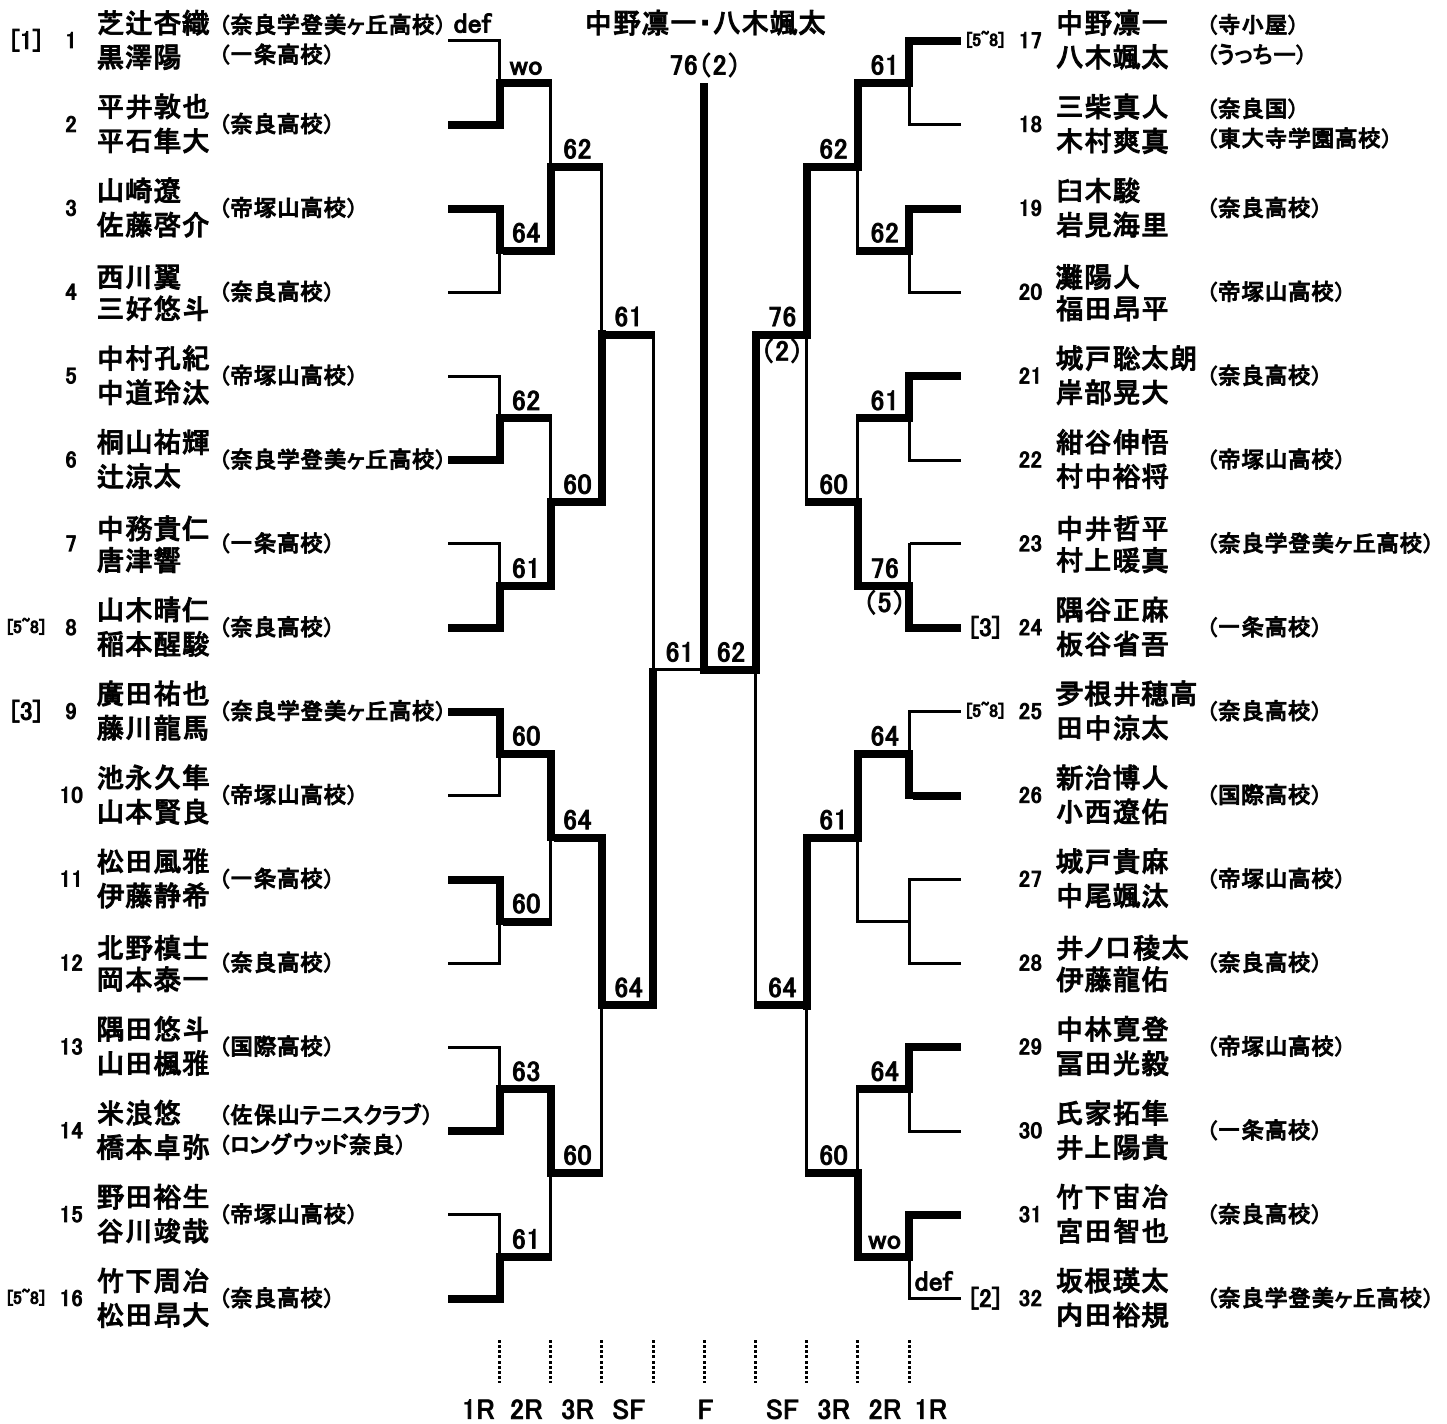 中野凛一・八木颯太
76(2)
[1] 1 芝辻杏織 (奈良学登美ヶ丘高校) def
黒澤陽 (一条高校)
wo
2 平井敦也 (奈良高校)
平石隼大
62
3 山崎遼 (帝塚山高校)
佐藤啓介
64
4 西川翼 (奈良高校)
三好悠斗
61
5 中村孔紀 (帝塚山高校)
中道玲汰
62
6 桐山祐輝 (奈良学登美ヶ丘高校)
辻涼太
60
7 中務貴仁 (一条高校)
唐津響
61
[5~8] 8 山木晴仁 (奈良高校)
稲本醒駿
61
[3] 9 廣田祐也 (奈良学登美ヶ丘高校)
藤川龍馬
60
10 池永久隼 (帝塚山高校)
山本賢良
64
11 松田風雅 (一条高校)
伊藤静希
60
12 北野槙士 (奈良高校)
岡本泰一
64
13 隅田悠斗 (国際高校)
山田楓雅
63
14 米浪悠 (佐保山テニスクラブ)
橋本卓弥 (ロングウッド奈良)
60
15 野田裕生 (帝塚山高校)
谷川竣哉
61
[5~8] 16 竹下周冶 (奈良高校)
松田昂大
[5~8] 17 中野凛一 (寺小屋)
八木颯太 (うっちー)
61
18 三柴真人 (奈良国)
木村爽真 (東大寺学園高校)
62
19 臼木駿 (奈良高校)
岩見海里
62
20 灘陽人 (帝塚山高校)
福田昂平
76
(2)
21 城戸聡太朗 (奈良高校)
岸部晃大
61
22 紺谷伸悟 (帝塚山高校)
村中裕将
60
23 中井哲平 (奈良学登美ヶ丘高校)
村上暖真
76
(5)
[3] 24 隅谷正麻 (一条高校)
板谷省吾
62
[5~8] 25 夛根井穂高 (奈良高校)
田中涼太
64
26 新治博人 (国際高校)
小西遼佑
61
27 城戸貴麻 (帝塚山高校)
中尾颯汰
28 井ノ口稜太 (奈良高校)
伊藤龍佑
64
29 中林寛登 (帝塚山高校)
冨田光毅
64
30 氏家拓隼 (一条高校)
井上陽貴
60
31 竹下宙冶 (奈良高校)
宮田智也
wo
def
[2] 32 坂根瑛太 (奈良学登美ヶ丘高校)
内田裕規
1R 2R 3R SF F SF 3R 2R 1R